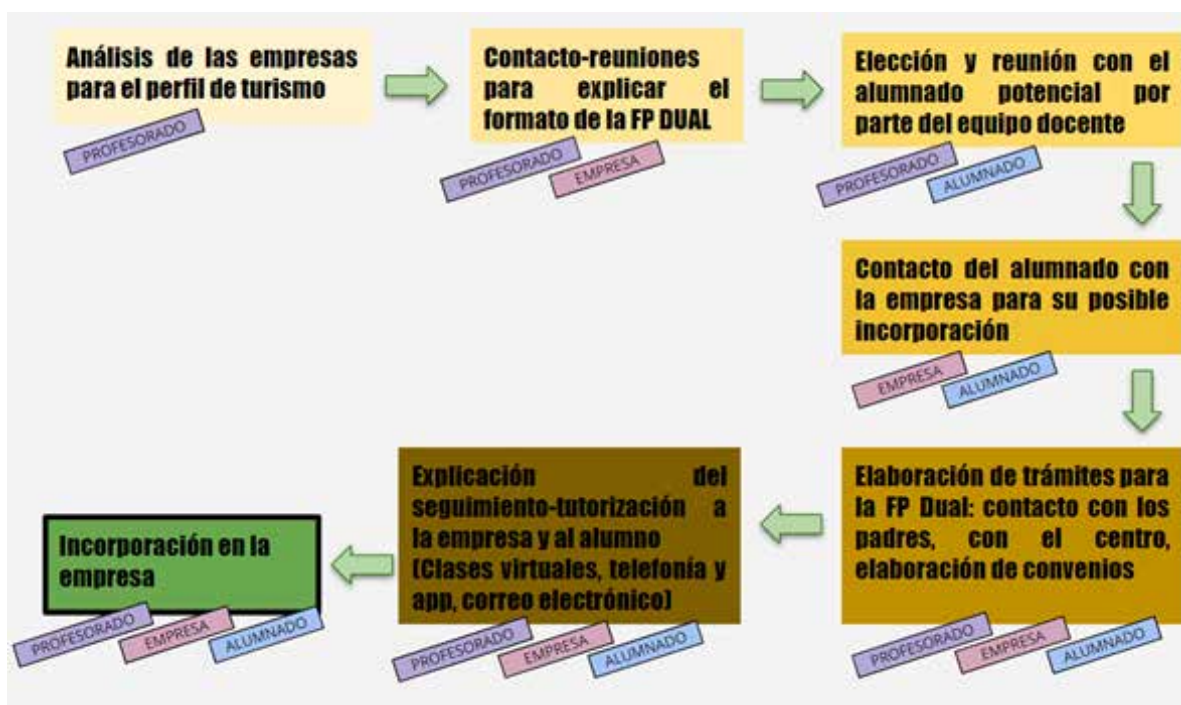 Análisis de las empresas
para el perfil de turismo
PROFESORADO
Contacto-reuniones
para explicar el
formato de la FP DUAL
PROFESORADO
EMPRESA
Elección y reunión con el
alumnado potencial por
parte del equipo docente
PROFESORADO
ALUMNADO
Contacto del alumnado con
la empresa para su posible
incorporación
EMPRESA
ALUMNADO
Elaboración de trámites para
la FP Dual: contacto con los
padres, con el centro,
elaboración de convenios
PROFESORADO
EMPRESA
ALUMNADO
Explicación del
seguimiento-tutorización a
la empresa y al alumno
(Clases virtuales, telefonía y
app, correo electrónico)
PROFESORADO
EMPRESA
ALUMNADO
Incorporación en la
empresa
PROFESORADO
EMPRESA
ALUMNADO